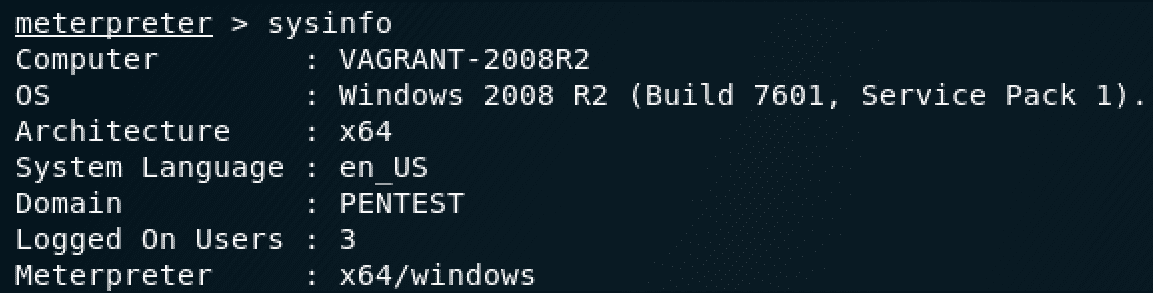 meterpreter > sysinfo
Computer : VAGRANT-2008R2
OS : Windows 2008 R2 (Build 7601, Service Pack 1).
Architecture : x64
System Language : en_US
Domain : PENTEST
Logged On Users : 3
Meterpreter : x64/windows